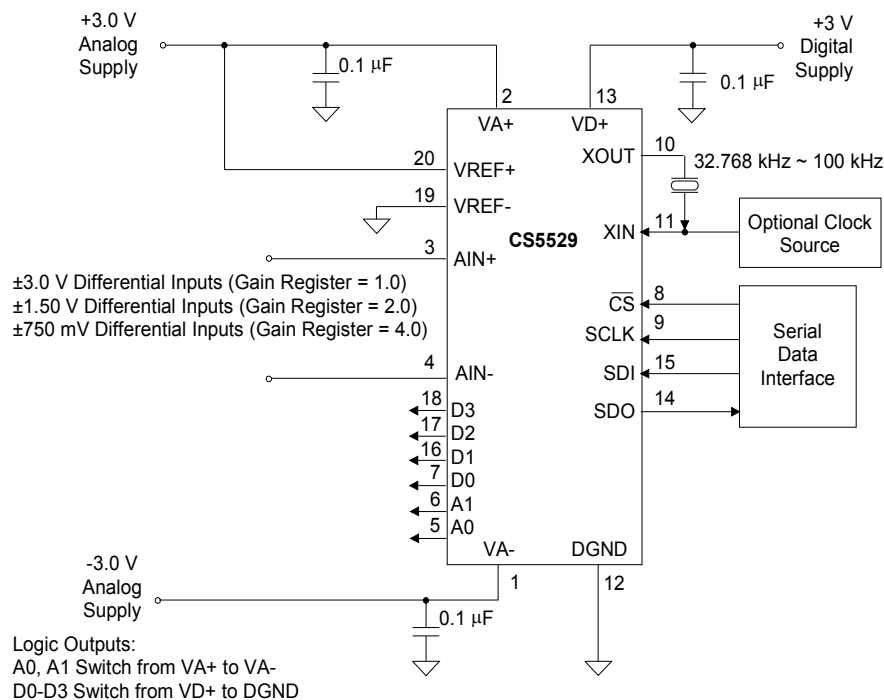 +3.0 V
Analog
Supply
0.1 μF
2
VA+
13
VD+
+3 V
Digital
Supply
0.1 μF
20
VREF+
19
VREF-
3
AIN+
CS5529
XOUT
10
32.768 kHz ~ 100 kHz
XIN
11
Optional Clock
Source
±3.0 V Differential Inputs (Gain Register = 1.0)
±1.50 V Differential Inputs (Gain Register = 2.0)
±750 mV Differential Inputs (Gain Register = 4.0)
CS
8
SCLK
9
SDI
15
SDO
14
Serial
Data
Interface
4
AIN-
18
D3
17
D2
16
D1
7
D0
6
A1
5
A0
VA-
1
DGND
12
-3.0 V
Analog
Supply
0.1 μF
Logic Outputs:
A0, A1 Switch from VA+ to VA-
D0-D3 Switch from VD+ to DGND